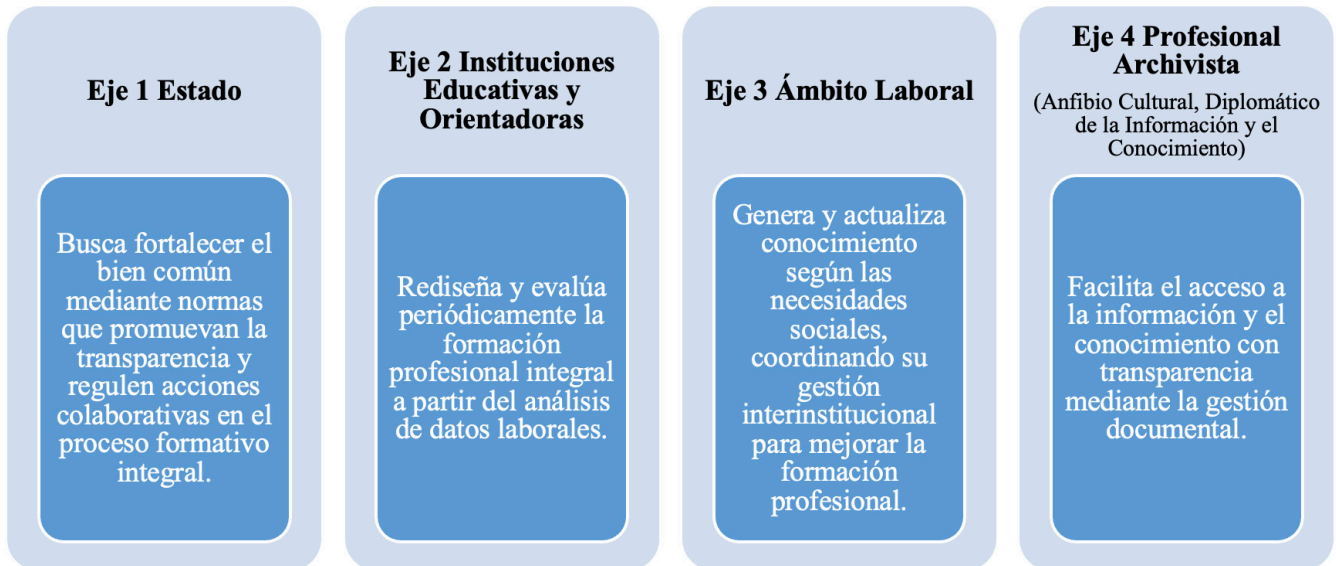 Eje 1 Estado
Busca fortalecer el
bien común
mediante normas
que promuevan la
transparencia y
regulen acciones
colaborativas en el
proceso formativo
integral.
Eje 2 Instituciones
Educativas y
Orientadoras
Rediseña y evalúa
periódicamente la
formación
profesional integral
a partir del análisis
de datos laborales.
Eje 3 Ámbito Laboral
Genera y actualiza
conocimiento
según las
necesidades
sociales,
coordinando su
gestión
interinstitucional
para mejorar la
formación
profesional.
Eje 4 Profesional
Archivista
(Anfibio Cultural, Diplomático
de la Información y el
Conocimiento)
Facilita el acceso a
la información y el
conocimiento con
transparencia
mediante la gestión
documental.